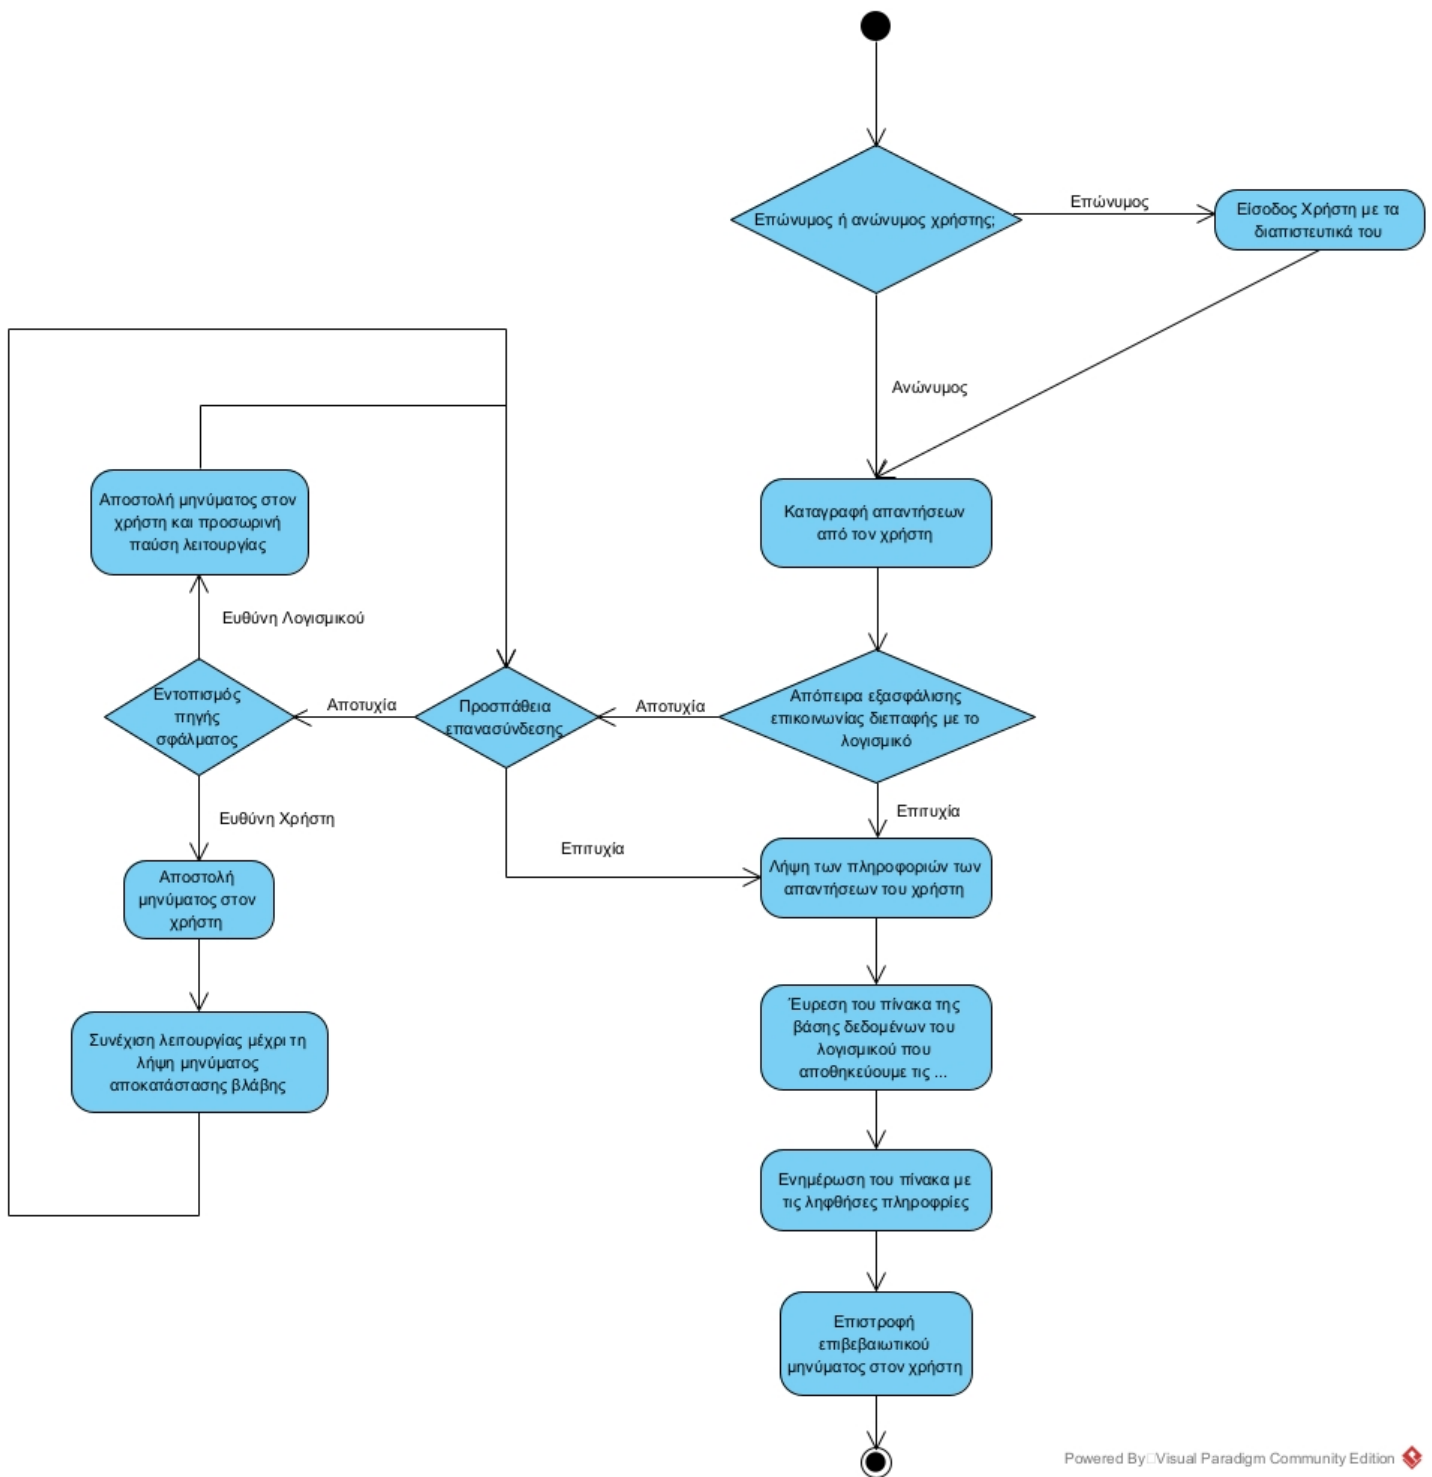 Επώνυμος ή ανώνυμος χρήστης;
Επώνυμος
Είσοδος Χρήστη με τα
διαπιστευτικά του
Ανώνυμος
Καταγραφή απαντήσεων
από τον χρήστη
Αποστολή μηνύματος στον
χρήστη και προσωρινή
παύση λειτουργίας
Ευθύνη Λογισμικού
Εντοπισμός
πηγής
σφάλματος
Αποτυχία
Προσπάθεια
επανασύνδεσης
Αποτυχία
Απόπειρα εξασφάλισης
επικοινωνίας διεπαφής με το
λογισμικό
Επιτυχία
Ευθύνη Χρήστη
Επιτυχία
Λήψη των πληροφοριών των
απαντήσεων του χρήστη
Αποστολή
μηνύματος στον
χρήστη
Συνέχιση λειτουργίας μέχρι τη
λήψη μηνύματος
αποκατάστασης βλάβης
Έυρεση του πίνακα της
βάσης δεδομένων του
λογισμικού που
αποθηκεύουμε τις ...
Ενημέρωση του πίνακα με
τις ληφθήσες πληροφρίες
Επιστροφή
επιβεβαιωτικού
μηνύματος στον χρήστη
Powered By Visual Paradigm Community Edition